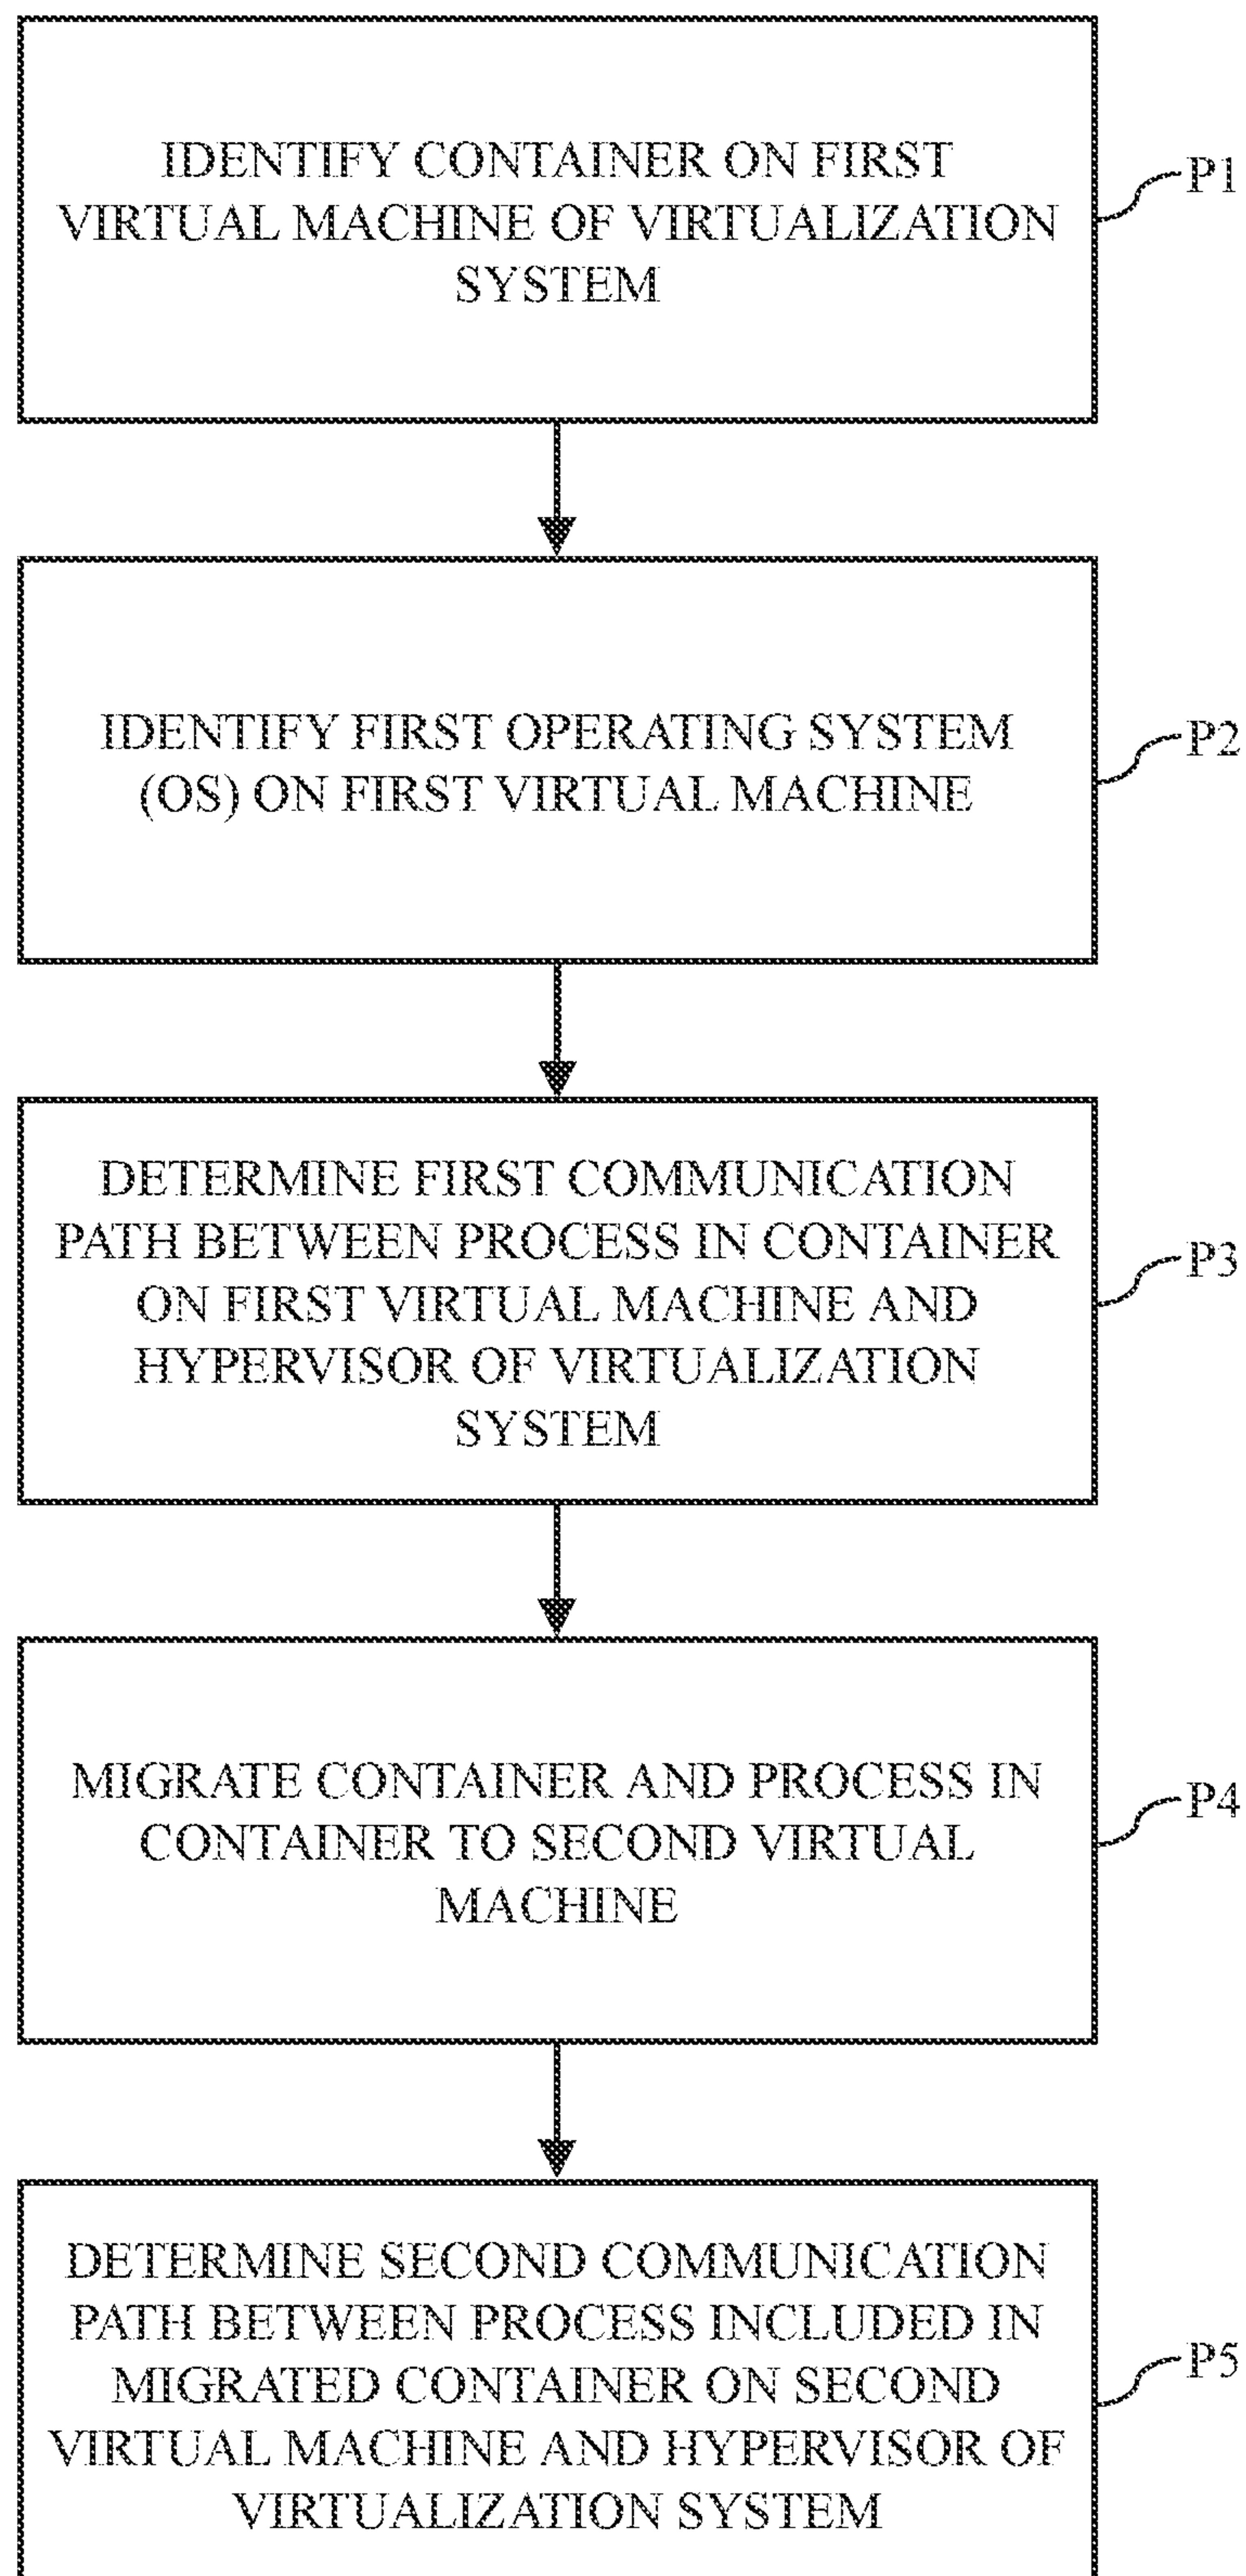 IDENTIFY CONTAINER ON FIRST
VIRTUAL MACHINE OF VIRTUALIZATION
SYSTEM
P1
IDENTIFY FIRST OPERATING SYSTEM
(OS) ON FIRST VIRTUAL MACHINE
P2
DETERMINE FIRST COMMUNICATION
PATH BETWEEN PROCESS IN CONTAINER
ON FIRST VIRTUAL MACHINE AND
HYPERVISOR OF VIRTUALIZATION
SYSTEM
P3
MIGRATE CONTAINER AND PROCESS IN
CONTAINER TO SECOND VIRTUAL
MACHINE
P4
DETERMINE SECOND COMMUNICATION
PATH BETWEEN PROCESS INCLUDED IN
MIGRATED CONTAINER ON SECOND
VIRTUAL MACHINE AND HYPERVISOR OF
VIRTUALIZATION SYSTEM
P5